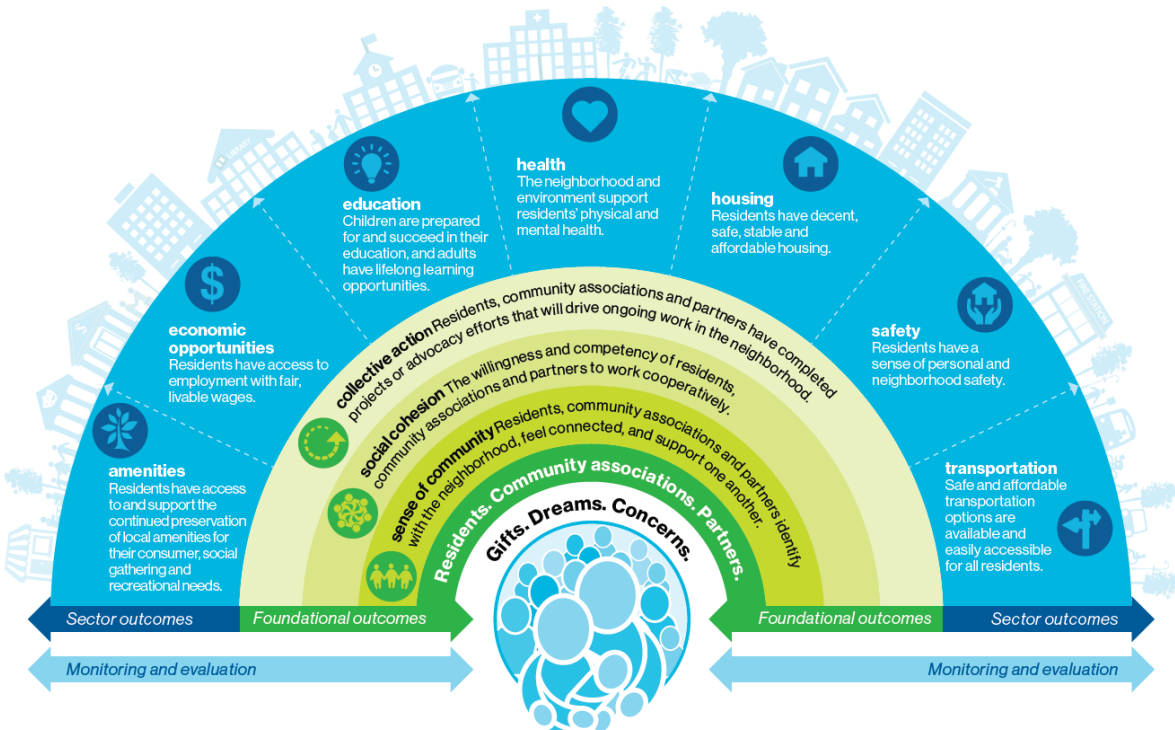 LIBRARY
FIRE STATION
health
The neighborhood and
environment support
residents' physical and
mental health.
education
Children are prepared
for and succeed in their
education, and adults
have lifelong learning
opportunities.
housing
Residents have decent,
safe, stable and
affordable housing.
$
economic
opportunities
Residents have access to
employment with fair,
livable wages.
safety
Residents have a
sense of personal and
neighborhood safety.
amenities
Residents have access
to and support the
continued preservation
of local amenities for
their consumer, social
gathering and
recreational needs.
transportation
Safe and affordable
transportation
options are
available and
easily accessible
for all residents.
collective action Residents, community associations and partners have completed
projects or advocacy efforts that will drive ongoing work in the neighborhood.
social cohesion The willingness and competency of residents,
community associations and partners to work cooperatively.
sense of community Residents, community associations and partners identify
with the neighborhood, feel connected, and support one another.
Residents. Community associations. Partners.
Gifts. Dreams. Concerns.
Sector outcomes
Foundational outcomes
Foundational outcomes
Sector outcomes
Monitoring and evaluation
Monitoring and evaluation